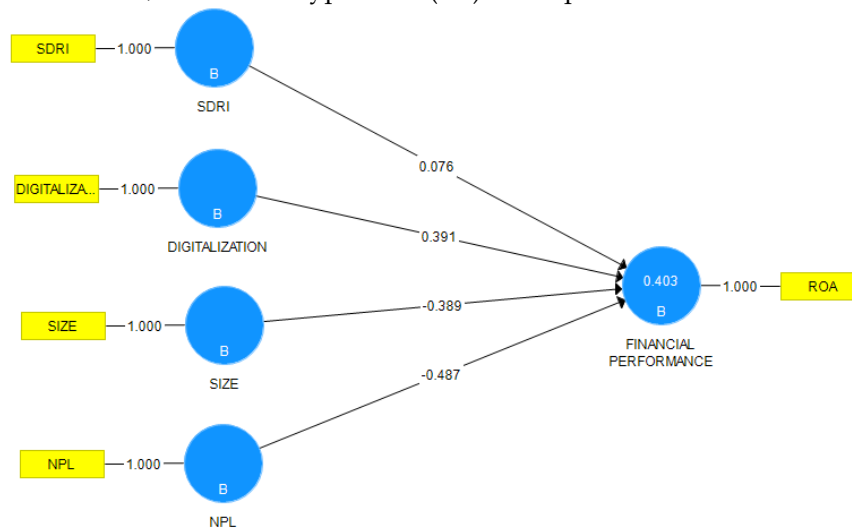 SDRI
1.000
B
SDRI
0.076
DIGITALIZA...
1.000
B
DIGITALIZATION
0.391
0.403
B
1.000
ROA
FINANCIAL
PERFORMANCE
SIZE
1.000
B
SIZE
-0.389
-0.487
NPL
1.000
B
NPL